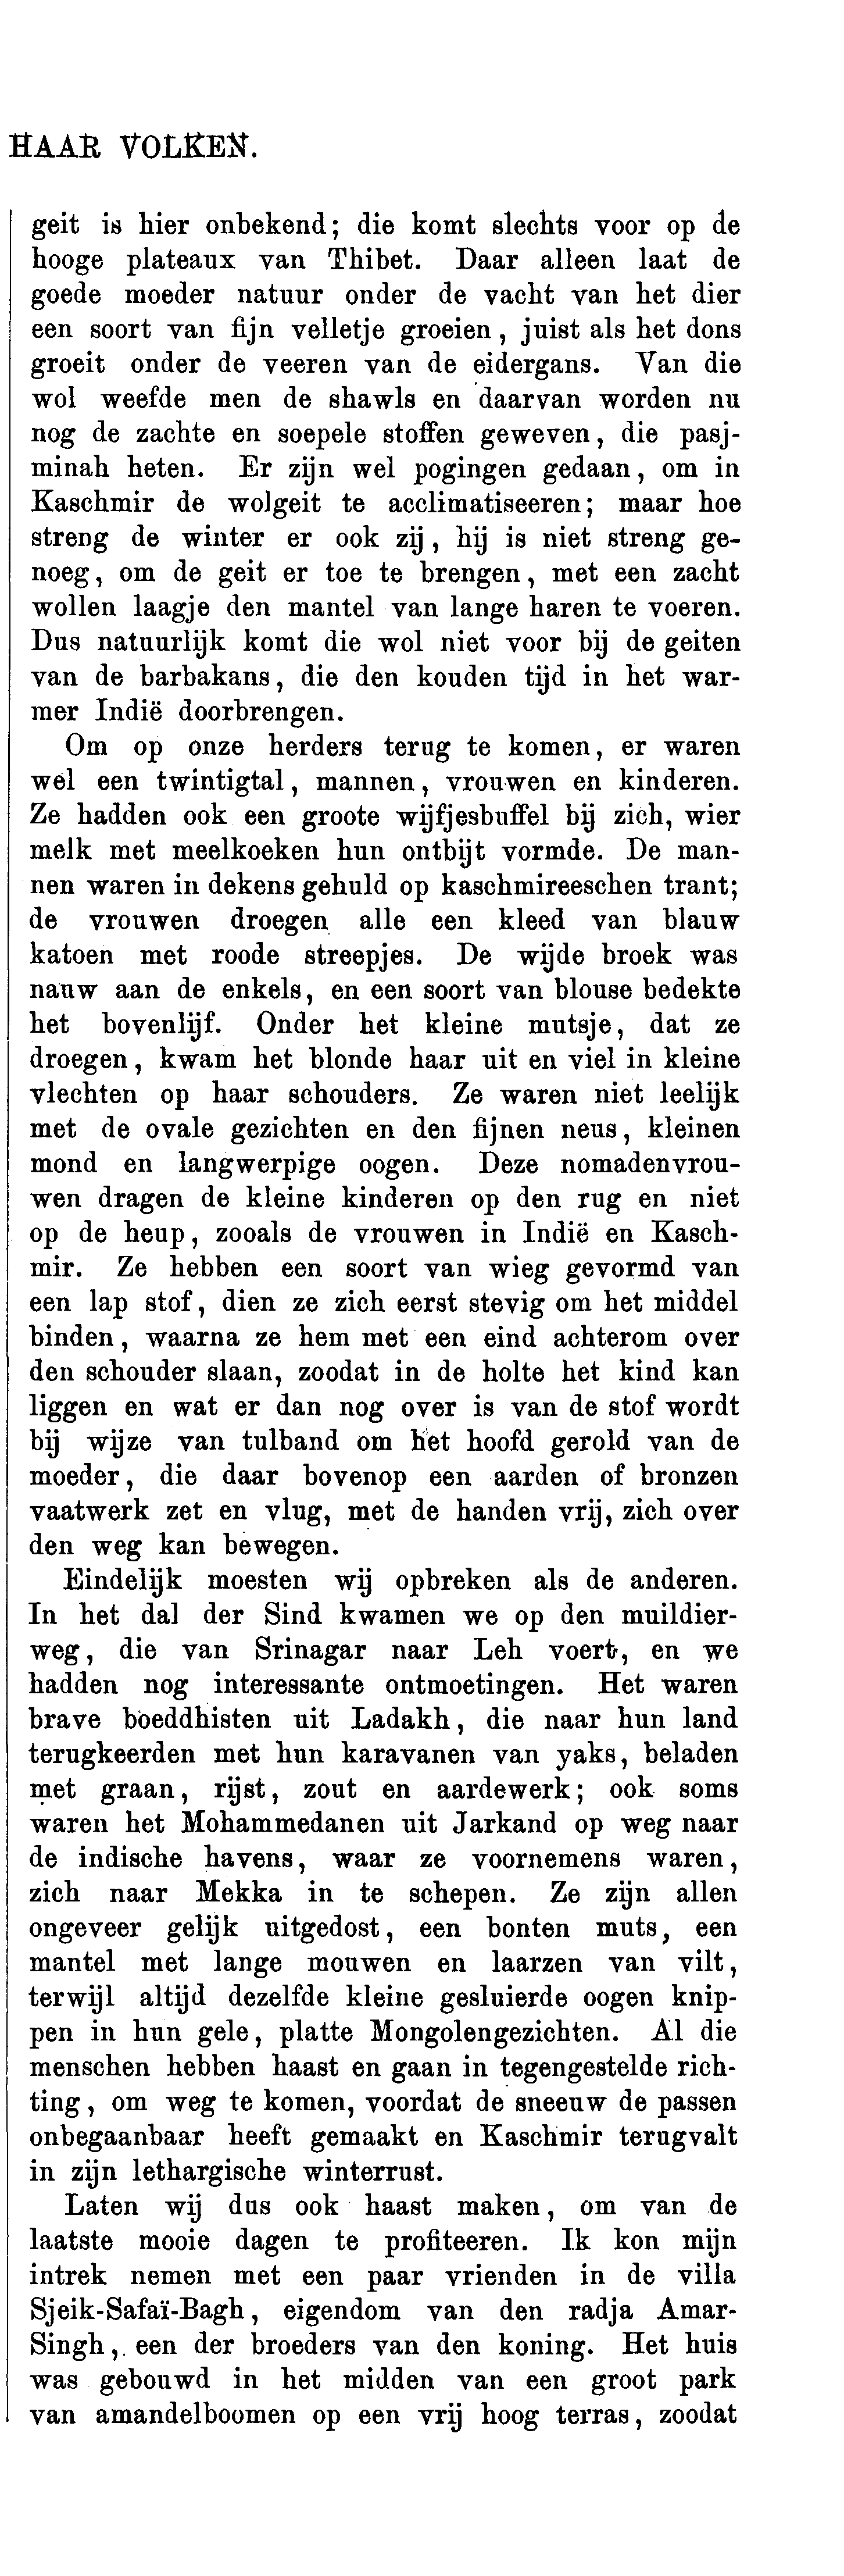 HAAR VOLKEN.
geit is hier onbekend; die komt slechts voor op de
hooge plateaux van Thibet. Daar alleen laat de
goede moeder natuur onder de vacht van het dier
een soort van fijn velletje groeien, juist als het dons
groeit onder de veeren van de eidergans. Van die
wol weefde men de shawls en daarvan worden nu
nog de zachte en soepele stoffen geweven, die pasj-
minah heten. Er zijn wel pogingen gedaan, om in
Kaschmir de wolgeit te acclimatiseeren; maar hoe
streng de winter er ook zij, hij is niet streng ge-
noeg, om de geit er toe te brengen, met een zacht
wollen laagje den mantel van lange haren te voeren.
Dus natuurlijk komt die wol niet voor bij de geiten
van de barbakans, die den kouden tijd in het war-
mer Indië doorbrengen.
Om op onze herders terug te komen, er waren
wel een twintigtal, mannen, vrouwen en kinderen.
Ze hadden ook een groote wijfjesbuffel bij zich, wier
melk met meelkoeken hun ontbijt vormde. De man-
nen waren in dekens gehuld op kaschmireeschen trant;
de vrouwen droegen alle een kleed van blauw
katoen met roode streepjes. De wijde broek was
nauw aan de enkels, en een soort van blouse bedekte
het bovenlijf. Onder het kleine mutsje, dat ze
droegen, kwam het blonde haar uit en viel in kleine
vlechten op haar schouders. Ze waren niet leelijk
met de ovale gezichten en den fijnen neus, kleinen
mond en langwerpige oogen. Deze nomadenvrou-
wen dragen de kleine kinderen op den rug en niet
op de heup, zooals de vrouwen in Indië en Kasch-
mir. Ze hebben een soort van wieg gevormd van
een lap stof, dien ze zich eerst stevig om het middel
binden, waarna ze hem met een eind achterom over
den schouder slaan, zoodat in de holte het kind kan
liggen en wat er dan nog over is van de stof wordt
bij wijze van tulband om het hoofd gerold van de
moeder, die daar bovenop een aarden of bronzen
vaatwerk zet en vlug, met de handen vrij, zich over
den weg kan bewegen.
Eindelijk moesten wij opbreken als de anderen.
In het dal der Sind kwamen we op den muildier-
weg, die van Srinagar naar Leh voert, en we
hadden nog interessante ontmoetingen. Het waren
brave boeddhisten uit Ladakh, die naar hun land
terugkeerden met hun karavanen van yaks, beladen
met graan, rijst, zout en aardewerk; ook soms
waren het Mohammedanen uit Jarkand op weg naar
de indische havens, waar ze voornemens waren,
zich naar Mekka in te schepen. Ze zijn allen
ongeveer gelijk uitgedost, een bonten muts, een
mantel met lange mouwen en laarzen van vilt,
terwijl altijd dezelfde kleine gesluierde oogen knip-
pen in hun gele, platte Mongolengezichten. Al die
menschen hebben haast en gaan in tegengestelde rich-
ting, om weg te komen, voordat de sneeuw de passen
onbegaanbaar heeft gemaakt en Kaschmir terugvalt
in zijn lethargische winterrust.
Laten wij dus ook haast maken, om van de
laatste mooie dagen te profiteeren. Ik kon mijn
intrek nemen met een paar vrienden in de villa
Sjeik-Safaï-Bagh, eigendom van den radja Amar-
Singh, een der broeders van den koning. Het huis
was gebouwd in het midden van een groot park
van amandelboomen op een vrij hoog terras, zoodat